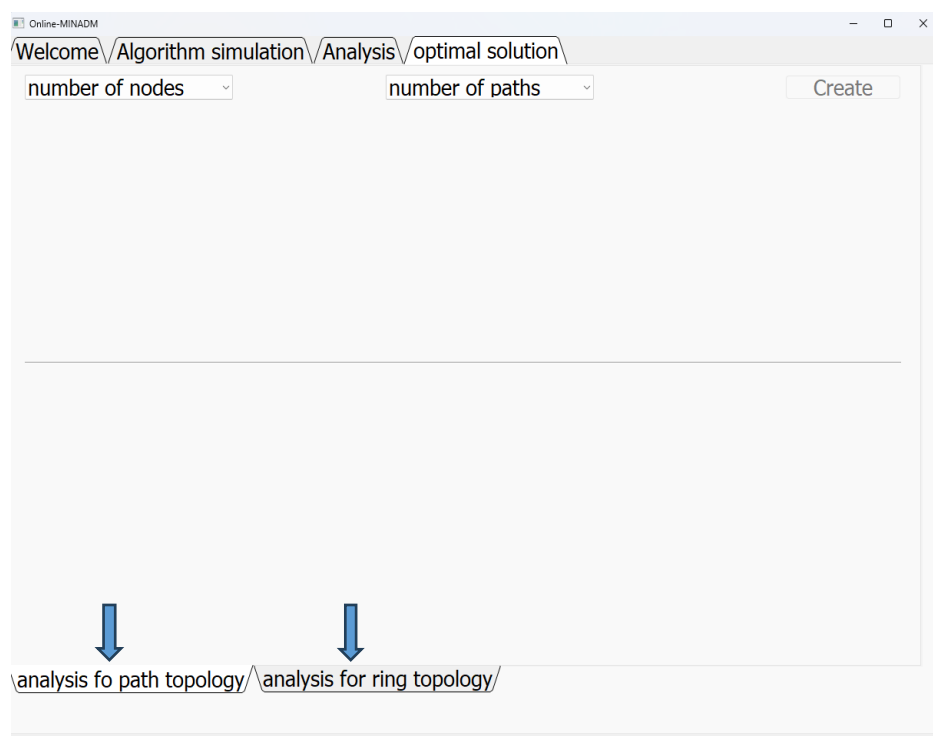 Online-MINADM
Welcome Algorithm simulation Analysis optimal solution
number of nodes number of paths Create
analysis fo path topology analysis for ring topology